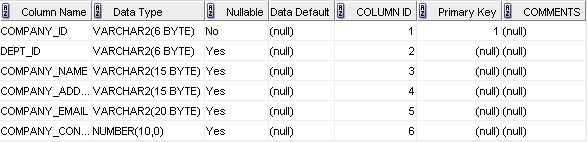 Column Name Data Type Nullable Data Default COLUMN ID Primary Key COMMENTS
COMPANY_ID VARCHAR2(6 BYTE) No (null) 1 1 (null)
DEPT_ID VARCHAR2(6 BYTE) Yes (null) 2 (null) (null)
COMPANY_NAME VARCHAR2(15 BYTE) Yes (null) 3 (null) (null)
COMPANY_ADD... VARCHAR2(15 BYTE) Yes (null) 4 (null) (null)
COMPANY_EMAIL VARCHAR2(20 BYTE) Yes (null) 5 (null) (null)
COMPANY_CON... NUMBER(10,0) Yes (null) 6 (null) (null)